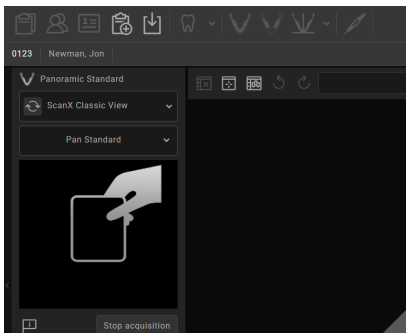 0123 Newman, Jon
Panoramic Standard
ScanX Classic View
Pan Standard
Stop acquisition